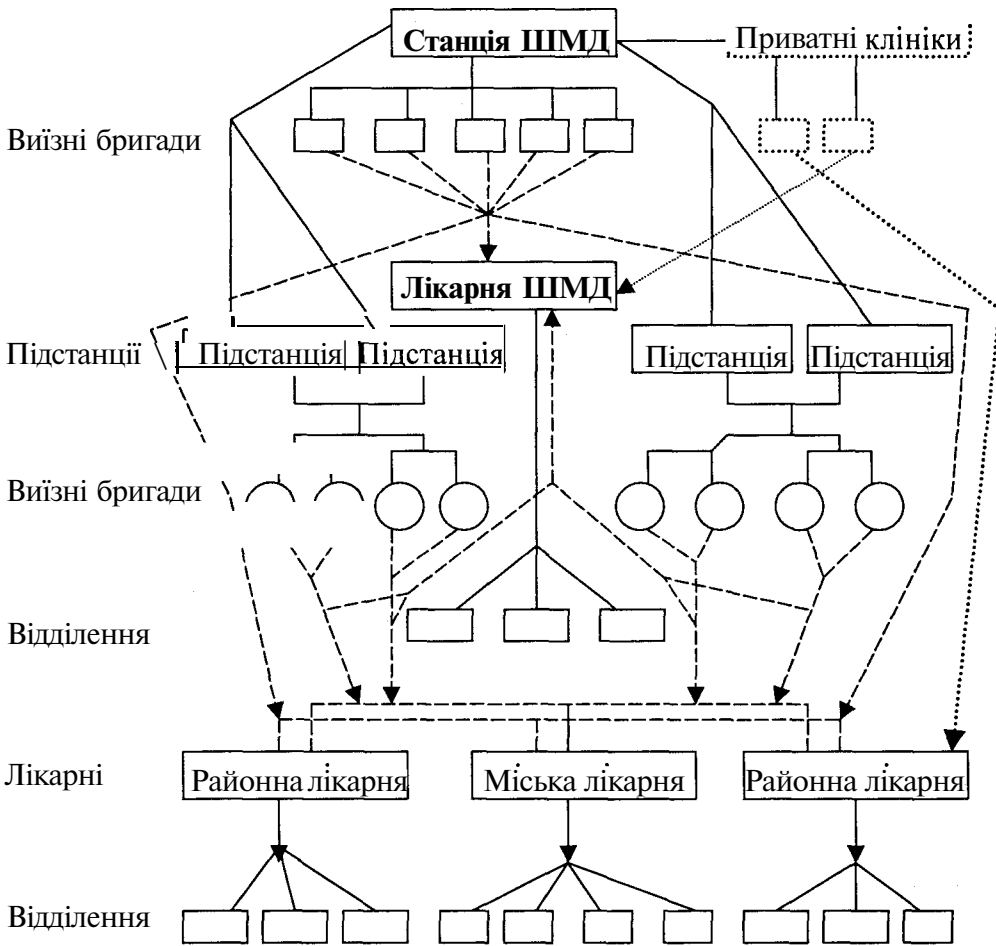 Станція ШМД
Приватні клініки
Виїзні бригади
Лікарня ШМД
Підстанції
Підстанція Підстанція
Підстанція Підстанція
Виїзні бригади
Відділення
Лікарні
Районна лікарня
Міська лікарня
Районна лікарня
Відділення